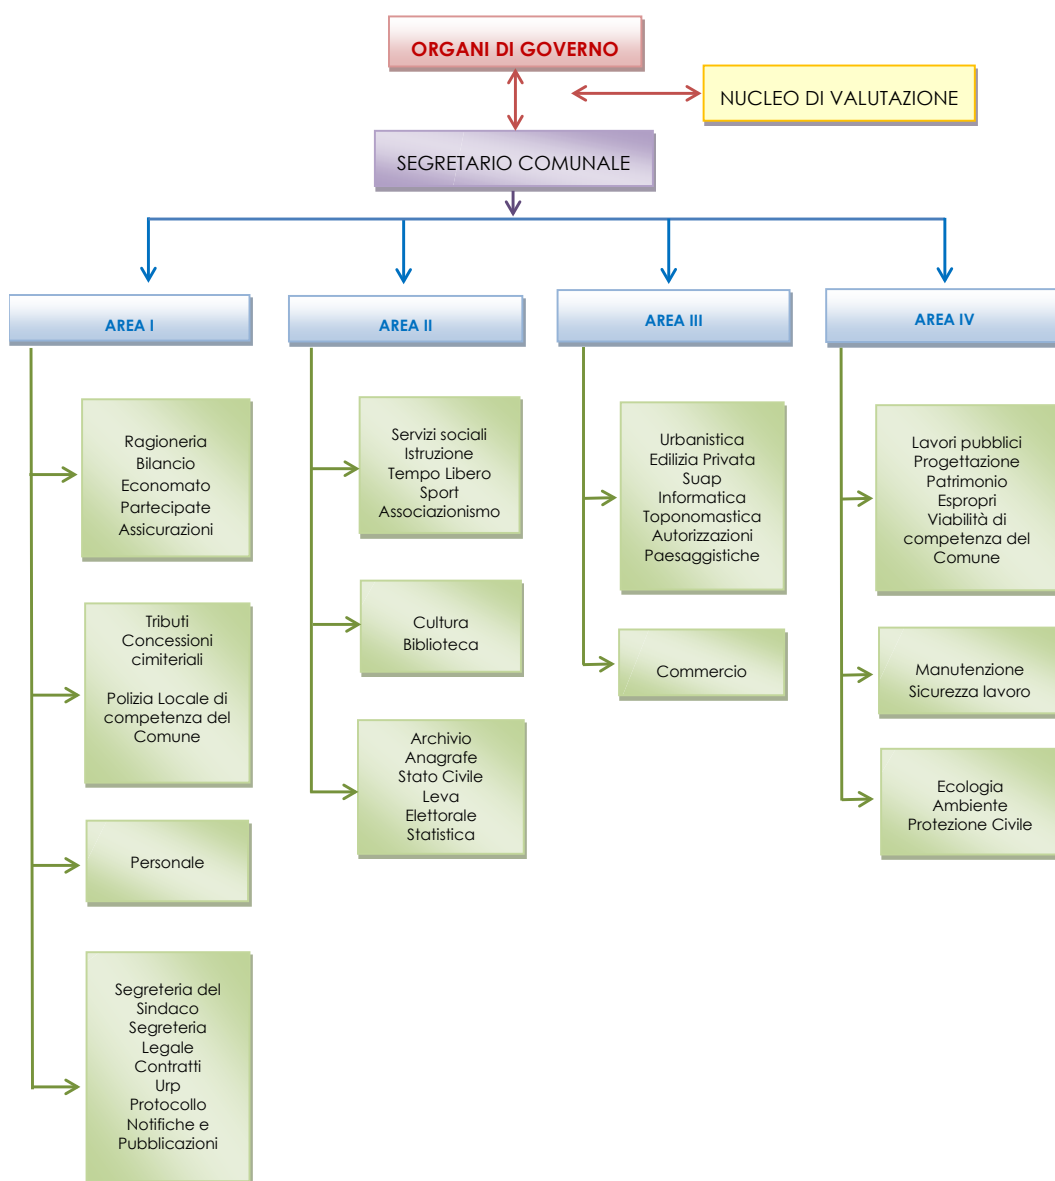 ORGANI DI GOVERNO
NUCLEO DI VALUTAZIONE
SEGRETARIO COMUNALE
AREA I
Ragioneria
Bilancio
Economato
Partecipate
Assicurazioni
Tributi
Concessioni
cimiteriali
Polizia Locale di
competenza del
Comune
Personale
Segreteria del
Sindaco
Segreteria
Legale
Contratti
Urp
Protocollo
Notifiche e
Pubblicazioni
AREA II
Servizi sociali
Istruzione
Tempo Libero
Sport
Associazionismo
Cultura
Biblioteca
Archivio
Anagrafe
Stato Civile
Leva
Elettorale
Statistica
AREA III
Urbanistica
Edilizia Privata
Suap
Informatica
Toponomastica
Autorizzazioni
Paesaggistiche
Commercio
AREA IV
Lavori pubblici
Progettazione
Patrimonio
Espropri
Viabilità di
competenza del
Comune
Manutenzione
Sicurezza lavoro
Ecologia
Ambiente
Protezione Civile